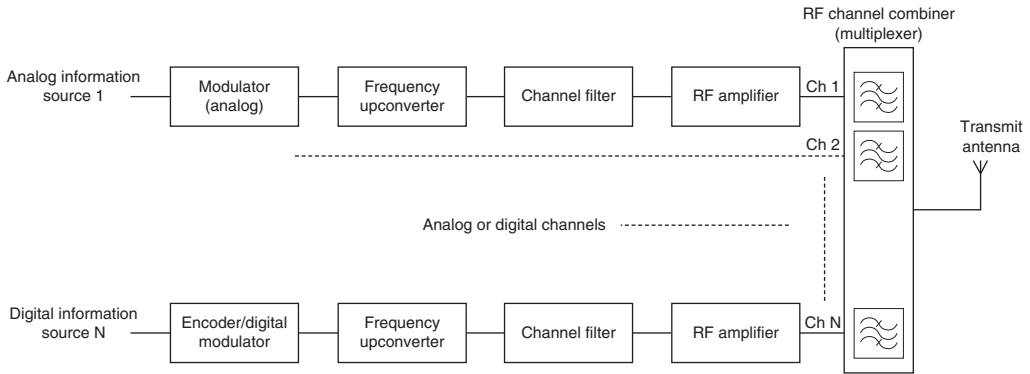 RF channel combiner
(multiplexer)
Analog information
source 1
Modulator
(analog)
Frequency
upconverter
Channel filter
RF amplifier
Ch 1
Ch 2
Transmit
antenna
Analog or digital channels
Digital information
source N
Encoder/digital
modulator
Frequency
upconverter
Channel filter
RF amplifier
Ch N